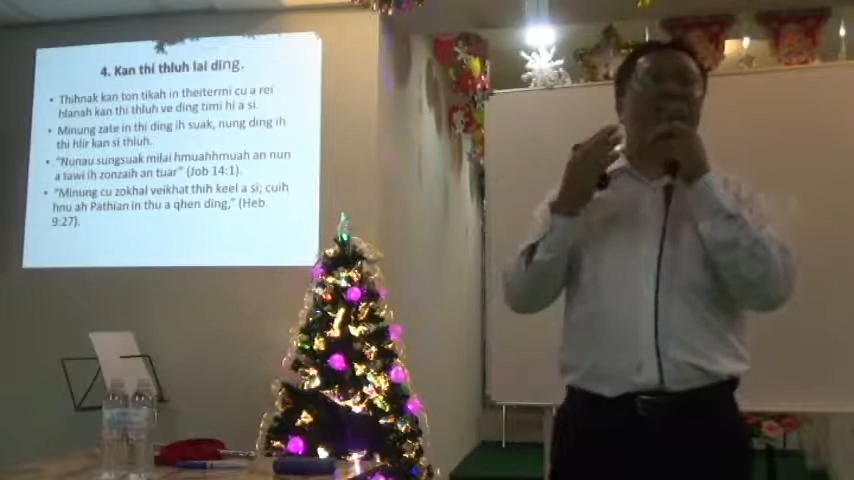 4. Kan thi thluh lai ding.
• Thihnak kan ton tikah in theitermi cu a rei
hlanah kan thi thluh ve ding timi hi a si.
• Minung zate in thi ding ih suak, nung ding ih
thi hlir kan si thluh.
• "Nunau sungsuak milai hmuahhmuah an nun
a tawi ih zonzaih an tuar" (Job 14:1).
• "Minung cu zokhal veikhat thih keel a si; cuih
hnu ah Pathian in thu a qhen ding," (Heb.
9:27).